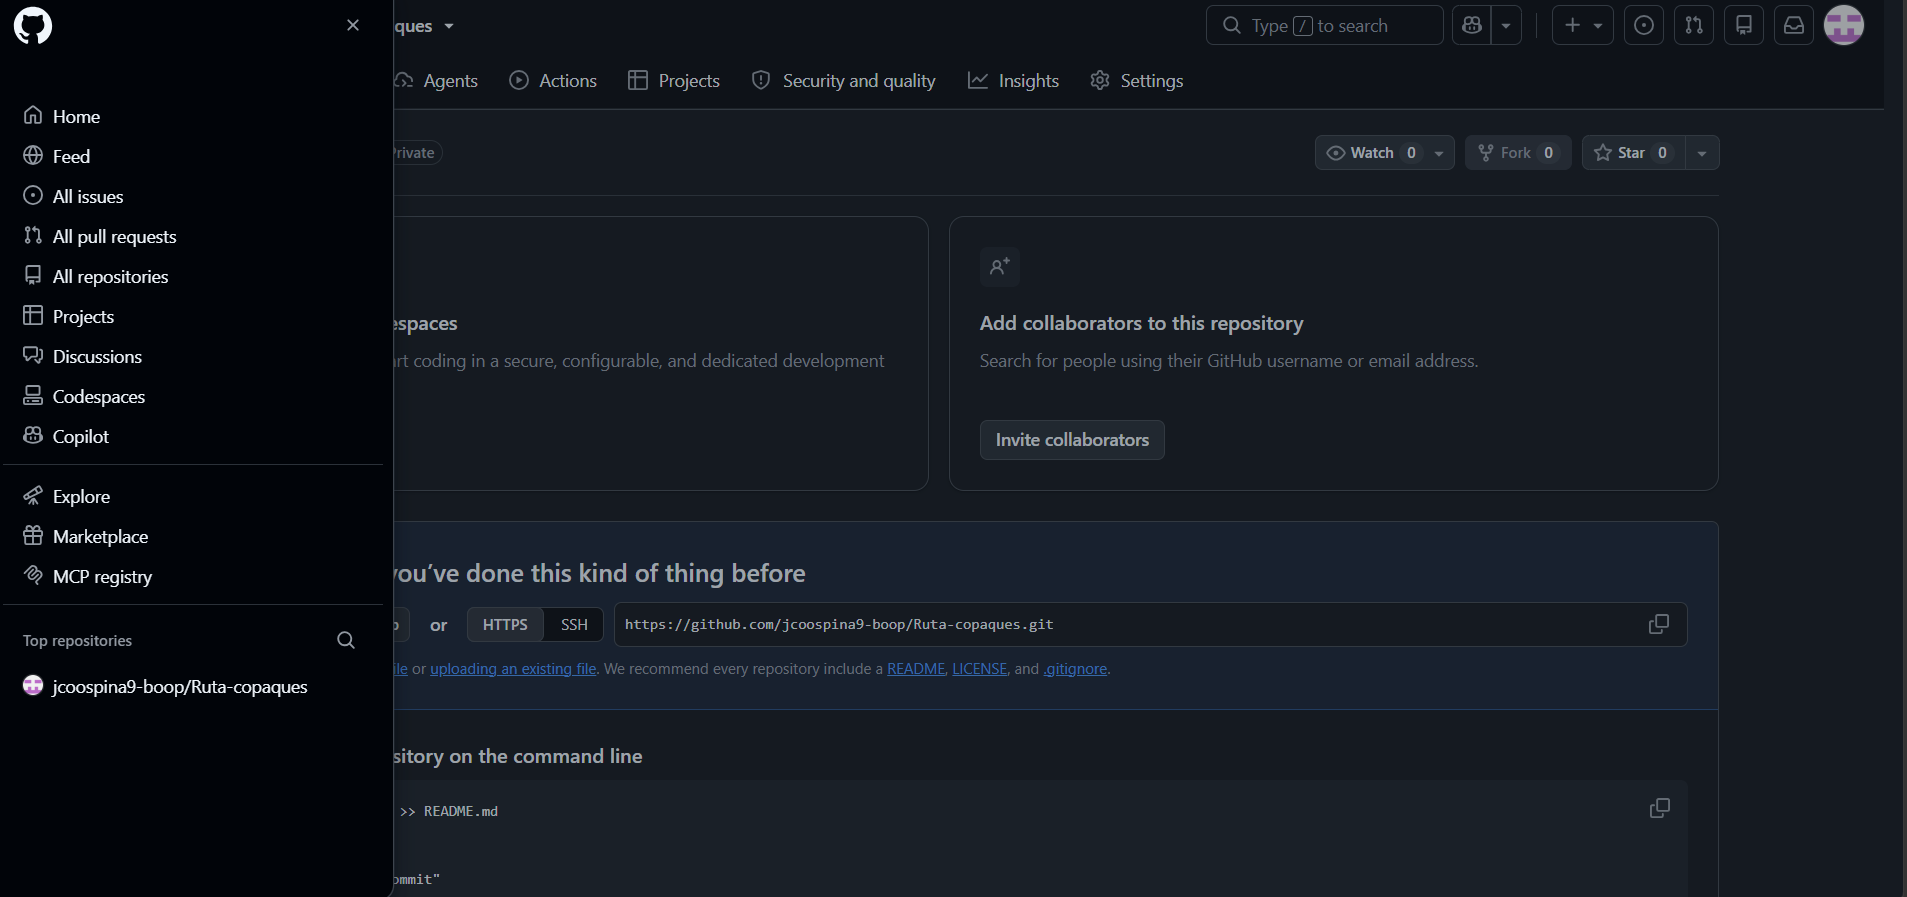 ques
Type / to search
Agents
Actions
Projects
Security and quality
Insights
Settings
Home
Feed
All issues
All pull requests
All repositories
Projects
Discussions
Codespaces
Copilot
Explore
Marketplace
MCP registry
Top repositories
jcoospina9-boop/Ruta-copaques
Private
Watch 0
Fork 0
Star 0
espaces
art coding in a secure, configurable, and dedicated development
Add collaborators to this repository
Search for people using their GitHub username or email address.
Invite collaborators
you’ve done this kind of thing before
p or HTTPS SSH https://github.com/jcoospina9-boop/Ruta-copaques.git
ile or uploading an existing file. We recommend every repository include a README, LICENSE, and .gitignore.
sitory on the command line
>> README.md
ommit"